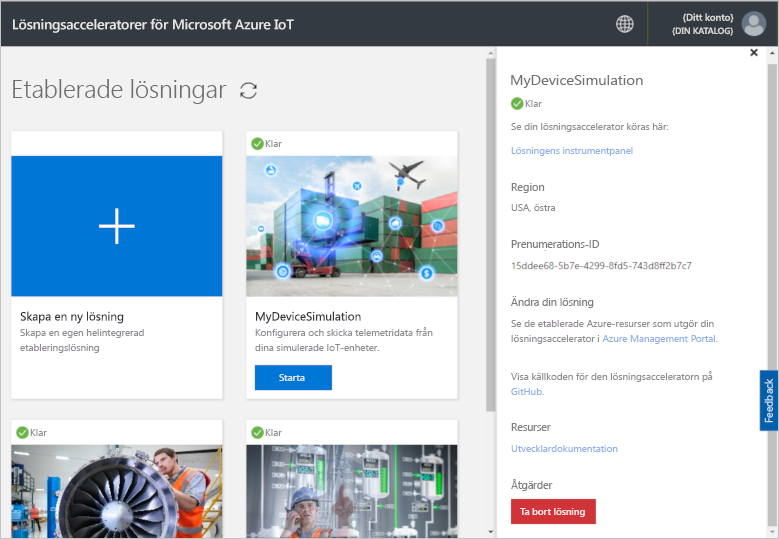 Lösningsacceleratorer för Microsoft Azure IoT
(Ditt konto)
(DIN KATALOG)
Etablerade lösningar
Skapa en ny lösning
Skapa en egen helintegrerad
etableringslösning
Klar
MyDeviceSimulation
Konfigurera och skicka telemetridata från
dina simulerade IoT-enheter.
Starta
Klar
Klar
MyDeviceSimulation
Klar
Se din lösningsaccelerator köras här:
Lösningens instrumentpanel
Region
USA, östra
Prenumerations-ID
15ddee68-5b7e-4299-8fd5-743d8ff2b7c7
Ändra din lösning
Se de etablerade Azure-resurser som utgör din
lösningsaccelerator i Azure Management Portal.
Visa källkoden för den lösningsacceleratorn på
GitHub.
Resurser
Utvecklardokumentation
Åtgärder
Ta bort lösning
Feedback